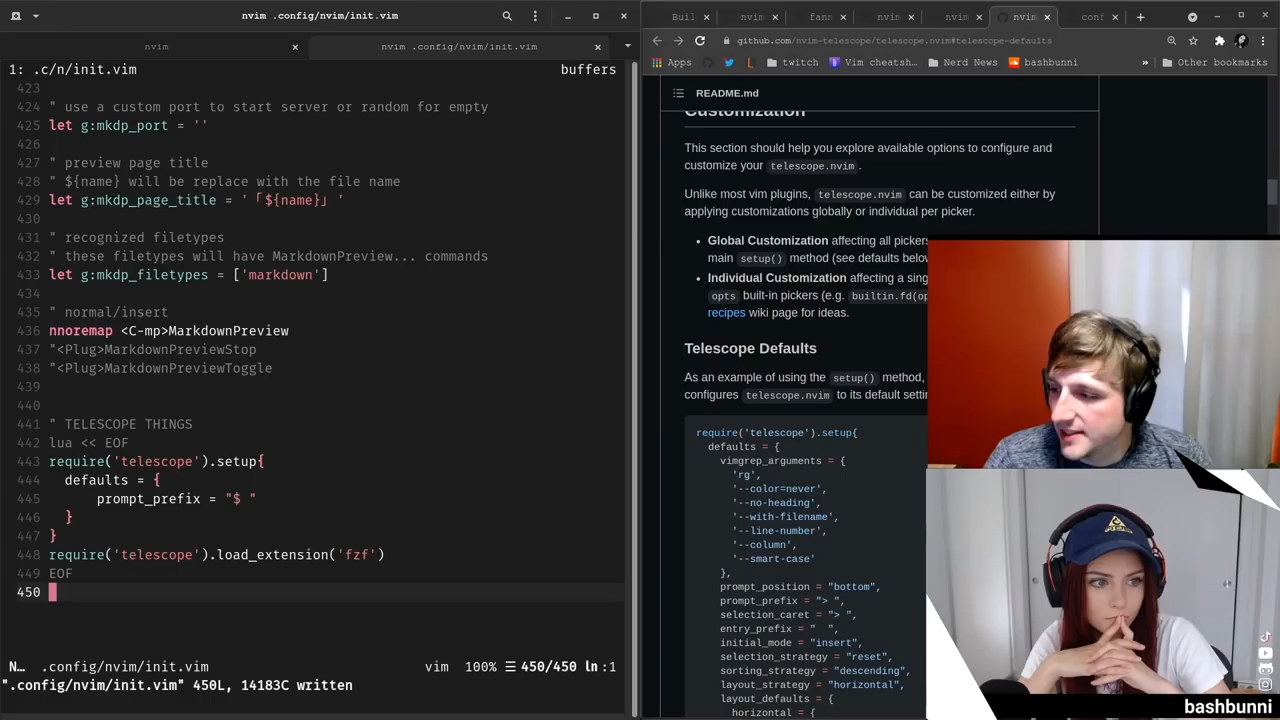 nvim .config/nvim/init.vim
nvim
nvim .config/nvim/init.vim
1: .c/n/init.vim
buffers
423
424 " use a custom port to start server or random for empty
425 let g:mkdp_port = ''
426
427 " preview page title
428 " ${name} will be replace with the file name
429 let g:mkdp_page_title = '「${name}」'
430
431 " recognized filetypes
432 " these filetypes will have MarkdownPreview... commands
433 let g:mkdp_filetypes = ['markdown']
434
435 " normal/insert
436 nnoremap <C-mp>MarkdownPreview
437 "<Plug>MarkdownPreviewStop
438 "<Plug>MarkdownPreviewToggle
439
440
441 " TELESCOPE THINGS
442 lua << EOF
443 require('telescope').setup{
444   defaults = {
445       prompt_prefix = "$ "
446   }
447 }
448 require('telescope').load_extension('fzf')
449 EOF
450
N… .config/nvim/init.vim
vim 100% ☰ 450/450 ln :1
".config/nvim/init.vim" 450L, 14183C written
Buil
nvim
fann
nvim
nvim
nvim
conf
github.com/nvim-telescope/telescope.nvim#telescope-defaults
Apps
twitch
Vim cheatsh…
Nerd News
bashbunni
»
Other bookmarks
README.md
Customization
This section should help you explore available options to configure and
customize your telescope.nvim.
Unlike most vim plugins, telescope.nvim can be customized either by
applying customizations globally or individual per picker.
Global Customization affecting all pickers
main setup() method (see defaults below
Individual Customization affecting a sing
opts built-in pickers (e.g. builtin.fd(op
recipes wiki page for ideas.
Telescope Defaults
As an example of using the setup() method,
configures telescope.nvim to its default settin
require('telescope').setup{
  defaults = {
    vimgrep_arguments = {
      'rg',
      '--color=never',
      '--no-heading',
      '--with-filename',
      '--line-number',
      '--column',
      '--smart-case'
    },
    prompt_position = "bottom",
    prompt_prefix = "> ",
    selection_caret = "> ",
    entry_prefix = "  ",
    initial_mode = "insert",
    selection_strategy = "reset",
    sorting_strategy = "descending",
    layout_strategy = "horizontal",
    layout_defaults = {
      horizontal = {
bashbunni